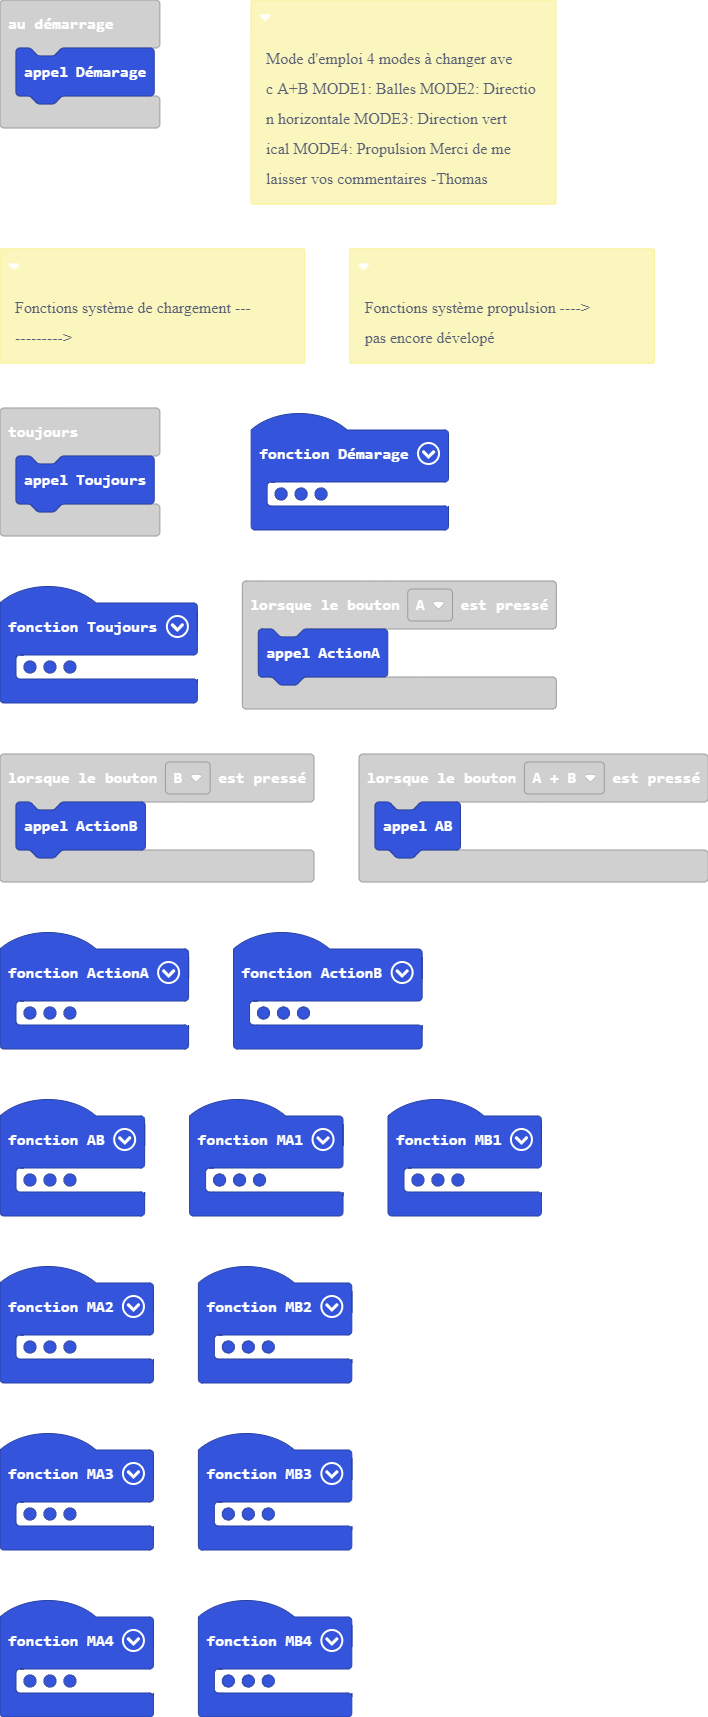 au démarrage
appel Démarage
Mode d'emploi 4 modes à changer ave
c A+B MODE1: Balles MODE2: Directio
n horizontale MODE3: Direction vert
ical MODE4: Propulsion Merci de me
laisser vos commentaires -Thomas
Fonctions système de chargement ---
---------->
Fonctions système propulsion ---->
pas encore dévelopé
toujours
appel Toujours
fonction Démarage
fonction Toujours
lorsque le bouton A est pressé
appel ActionA
lorsque le bouton B est pressé
appel ActionB
lorsque le bouton A + B est pressé
appel AB
fonction ActionA
fonction ActionB
fonction AB
fonction MA1
fonction MB1
fonction MA2
fonction MB2
fonction MA3
fonction MB3
fonction MA4
fonction MB4